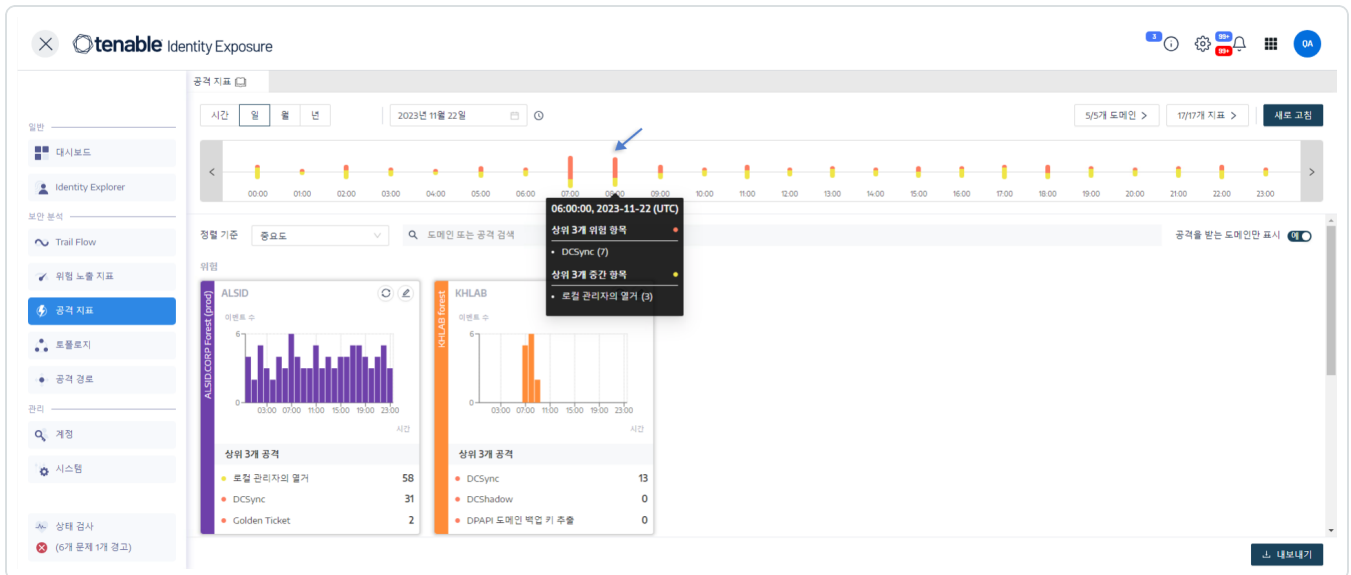 tenable Identity Exposure
3
99+
99+
QA
공격 지표
시간 일 월 년 2023년 11월 22일 5/5개 도메인 > 17/17개 지표 > 새로 고침
일반
대시보드
Identity Explorer
보안 분석
Trail Flow
위험 노출 지표
공격 지표
토폴로지
공격 경로
관리
계정
시스템
상태 검사
(6개 문제 1개 경고)
00:00 01:00 02:00 03:00 04:00 05:00 06:00 07:00 08:00 09:00 10:00 11:00 12:00 13:00 14:00 15:00 16:00 17:00 18:00 19:00 20:00 21:00 22:00 23:00
06:00:00, 2023-11-22 (UTC)
상위 3개 위험 항목
• DCSync (7)
상위 3개 중간 항목
• 로컬 관리자의 열거 (3)
정렬 기준 중요도 도메인 또는 공격 검색 공격을 받는 도메인만 표시 예
위험
ALSID.CORP Forest (prod)
ALSID
이벤트 수
6
0
03:00 07:00 11:00 15:00 19:00 23:00
시간
상위 3개 공격
로컬 관리자의 열거 58
DCSync 31
Golden Ticket 2
KHLAB forest
KHLAB
이벤트 수
6
0
03:00 07:00 11:00 15:00 19:00 23:00
시간
상위 3개 공격
DCSync 13
DCShadow 0
DPAPI 도메인 백업 키 추출 0
내보내기